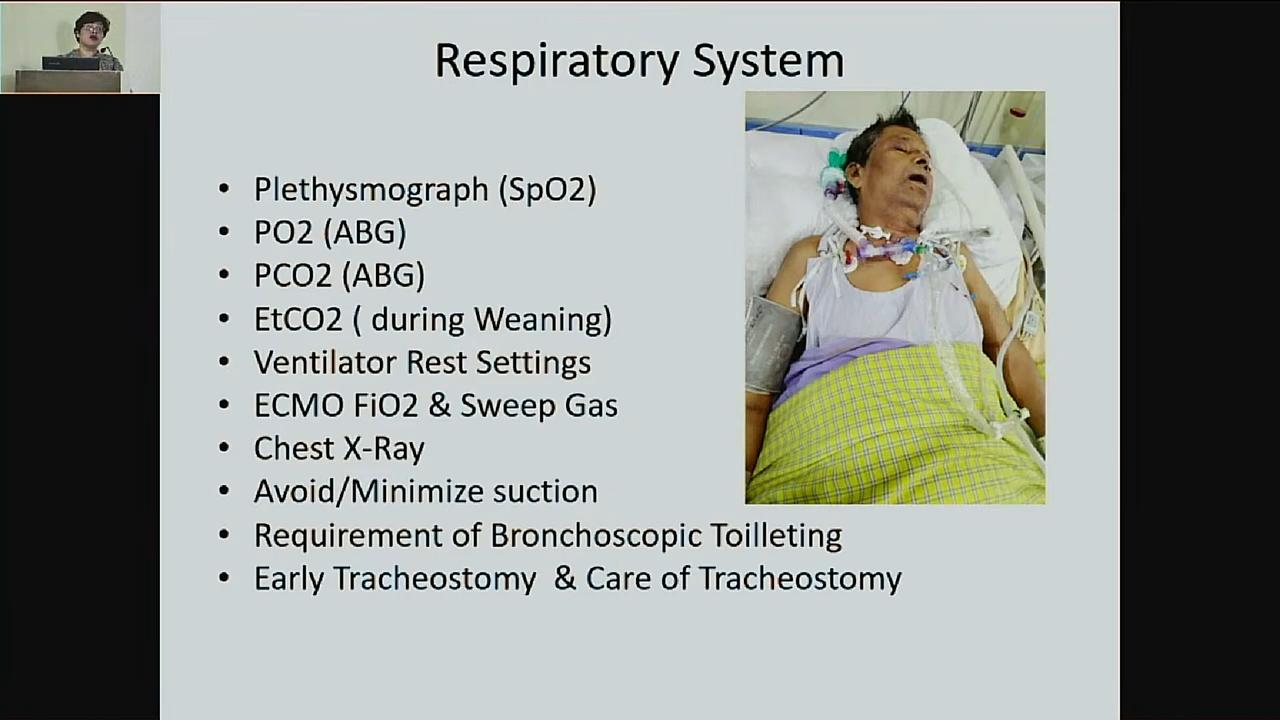 Respiratory System
• Plethysmograph (SpO2)
• PO2 (ABG)
• PCO2 (ABG)
• EtCO2 ( during Weaning)
• Ventilator Rest Settings
• ECMO FiO2 & Sweep Gas
• Chest X-Ray
• Avoid/Minimize suction
• Requirement of Bronchoscopic Toilleting
• Early Tracheostomy & Care of Tracheostomy